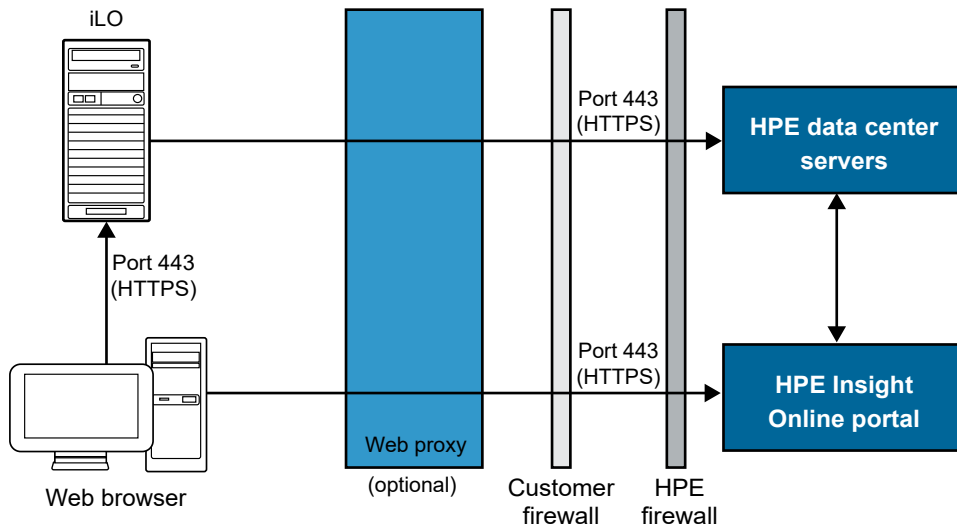 iLO
Port 443
(HTTPS)
HPE data center
servers
Port 443
(HTTPS)
Port 443
(HTTPS)
HPE Insight
Online portal
Web proxy
(optional)
Web browser
Customer
firewall
HPE
firewall